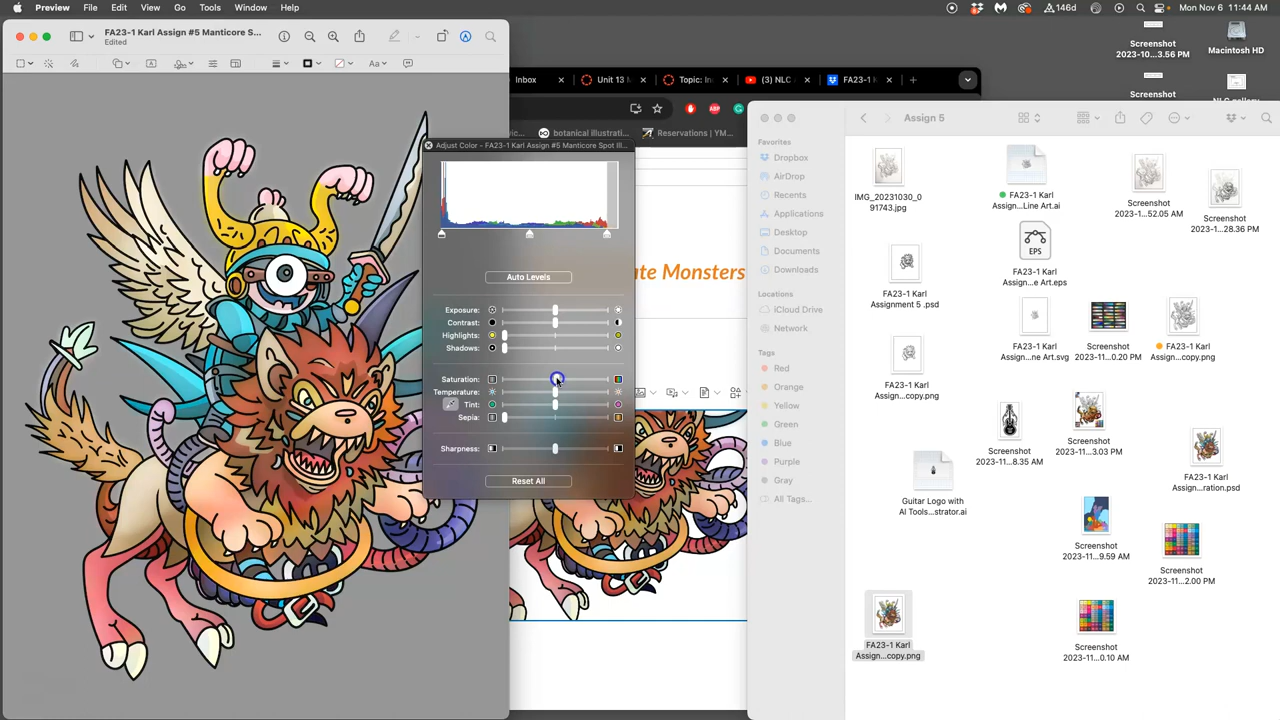 Preview File Edit View Go Tools Window Help
146d
Mon Nov 6 11:44 AM
FA23-1 Karl Assign #5 Manticore S...
Edited
Aa
Inbox
Unit 13 M
Topic: In
(3) NLC -
FA23-1 K
vic...
botanical illustrati...
Reservations | YM...
ABP
Screenshot
2023-10...3.56 PM
Macintosh HD
Screenshot
Adjust Color - FA23-1 Karl Assign #5 Manticore Spot Ill...
Auto Levels
Exposure:
Contrast:
Highlights:
Shadows:
Saturation:
Temperature:
Tint:
Sepia:
Sharpness:
Reset All
ate Monsters
Assign 5
Favorites
Dropbox
AirDrop
Recents
Applications
Desktop
Documents
Downloads
Locations
iCloud Drive
Network
Tags
Red
Orange
Yellow
Green
Blue
Purple
Gray
All Tags...
IMG_20231030_0
91743.jpg
FA23-1 Karl
Assign...Line Art.ai
Screenshot
2023-1...52.05 AM
Screenshot
2023-1...28.36 PM
EPS
FA23-1 Karl
Assignment 5 .psd
FA23-1 Karl
Assign...e Art.eps
FA23-1 Karl
Assign...ne Art.svg
Screenshot
2023-11...0.20 PM
FA23-1 Karl
Assign...copy.png
FA23-1 Karl
Assign...copy.png
Screenshot
2023-11...8.35 AM
Screenshot
2023-11...3.03 PM
FA23-1 Karl
Assign...ration.psd
Guitar Logo with
AI Tools...strator.ai
Screenshot
2023-11...9.59 AM
Screenshot
2023-11...2.00 PM
FA23-1 Karl
Assign...copy.png
Screenshot
2023-11...0.10 AM